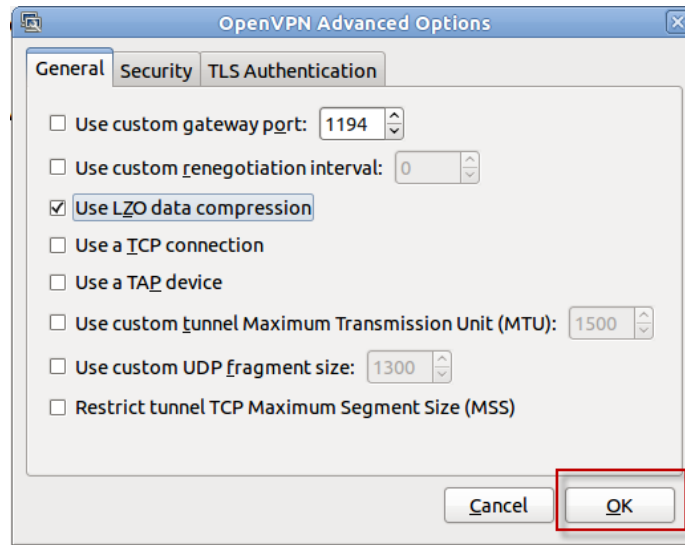 OpenVPN Advanced Options
General Security TLS Authentication
Use custom gateway port: 1194
Use custom renegotiation interval: 0
Use LZO data compression
Use a TCP connection
Use a TAP device
Use custom tunnel Maximum Transmission Unit (MTU): 1500
Use custom UDP fragment size: 1300
Restrict tunnel TCP Maximum Segment Size (MSS)
Cancel OK